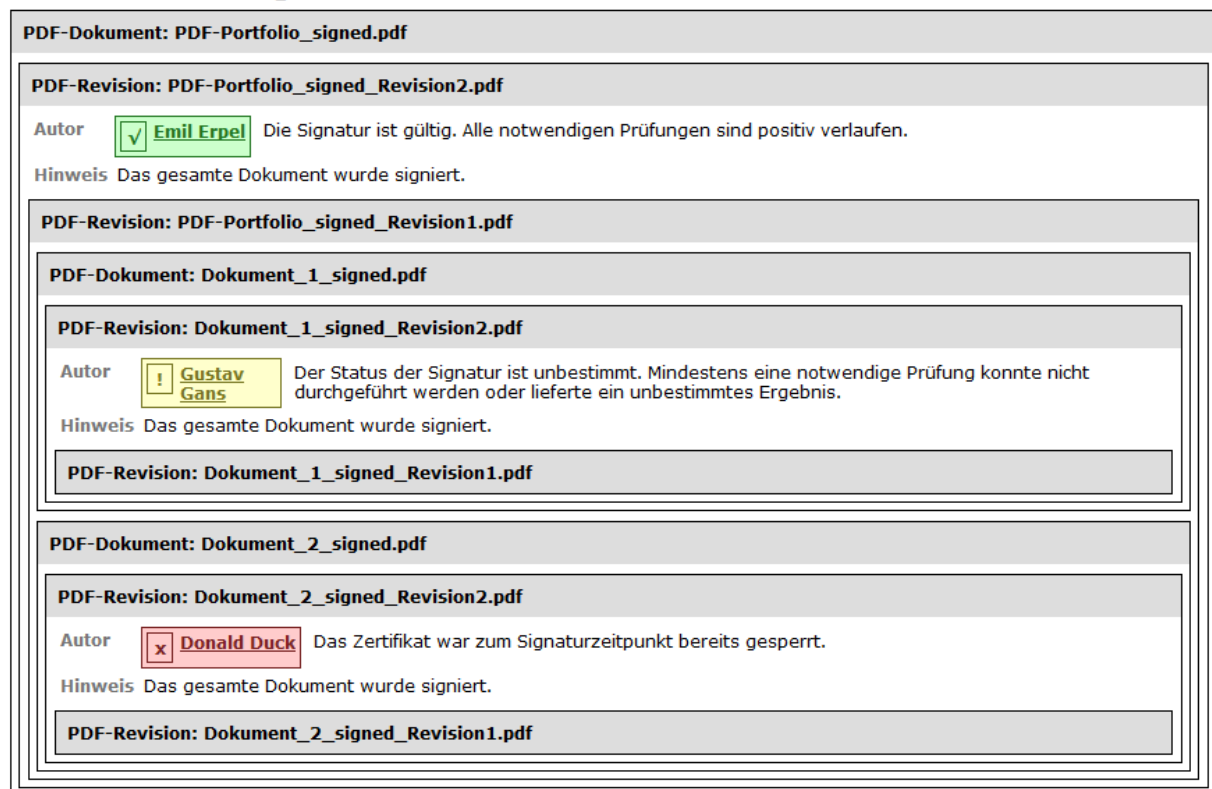 PDF-Dokument: PDF-Portfolio_signed.pdf
PDF-Revision: PDF-Portfolio_signed_Revision2.pdf
Autor √ Emil Erpel Die Signatur ist gültig. Alle notwendigen Prüfungen sind positiv verlaufen.
Hinweis Das gesamte Dokument wurde signiert.
PDF-Revision: PDF-Portfolio_signed_Revision1.pdf
PDF-Dokument: Dokument_1_signed.pdf
PDF-Revision: Dokument_1_signed_Revision2.pdf
Autor ! Gustav Gans Der Status der Signatur ist unbestimmt. Mindestens eine notwendige Prüfung konnte nicht
durchgeführt werden oder lieferte ein unbestimmtes Ergebnis.
Hinweis Das gesamte Dokument wurde signiert.
PDF-Revision: Dokument_1_signed_Revision1.pdf
PDF-Dokument: Dokument_2_signed.pdf
PDF-Revision: Dokument_2_signed_Revision2.pdf
Autor x Donald Duck Das Zertifikat war zum Signaturzeitpunkt bereits gesperrt.
Hinweis Das gesamte Dokument wurde signiert.
PDF-Revision: Dokument_2_signed_Revision1.pdf